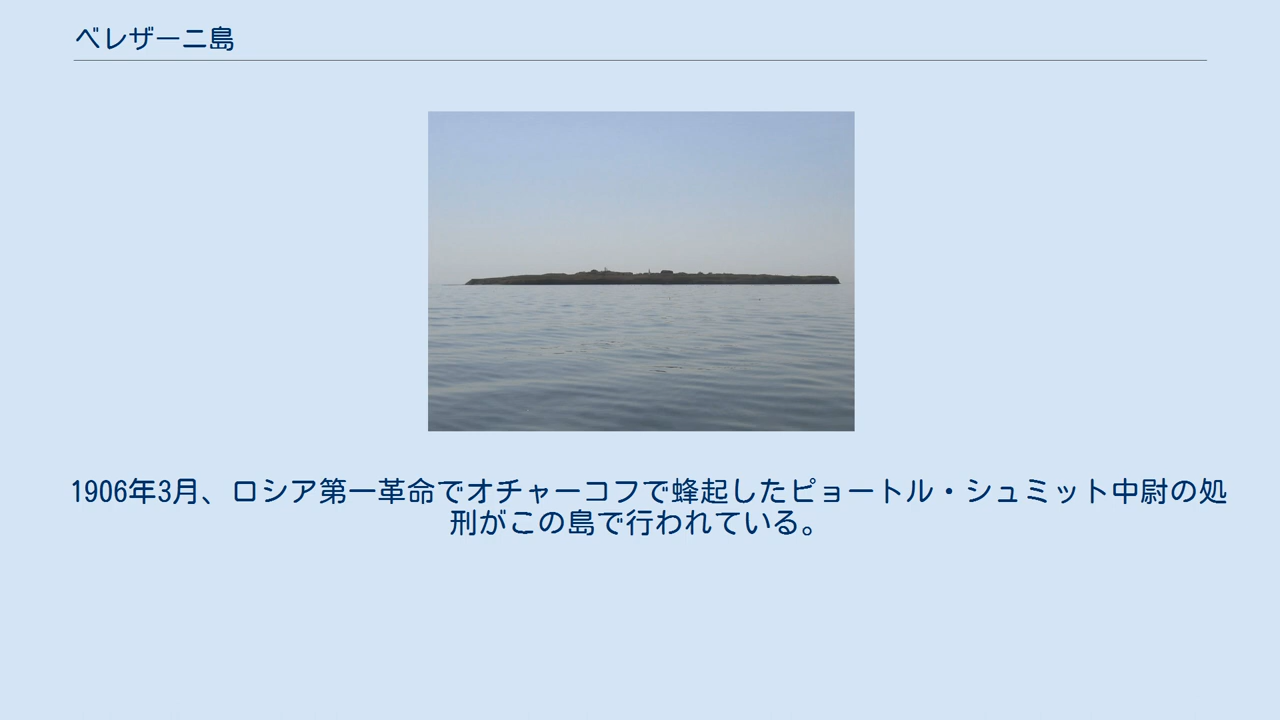 ベレザーニ島
1906年3月、ロシア第一革命でオチャーコフで蜂起したピョートル・シュミット中尉の処
刑がこの島で行われている。